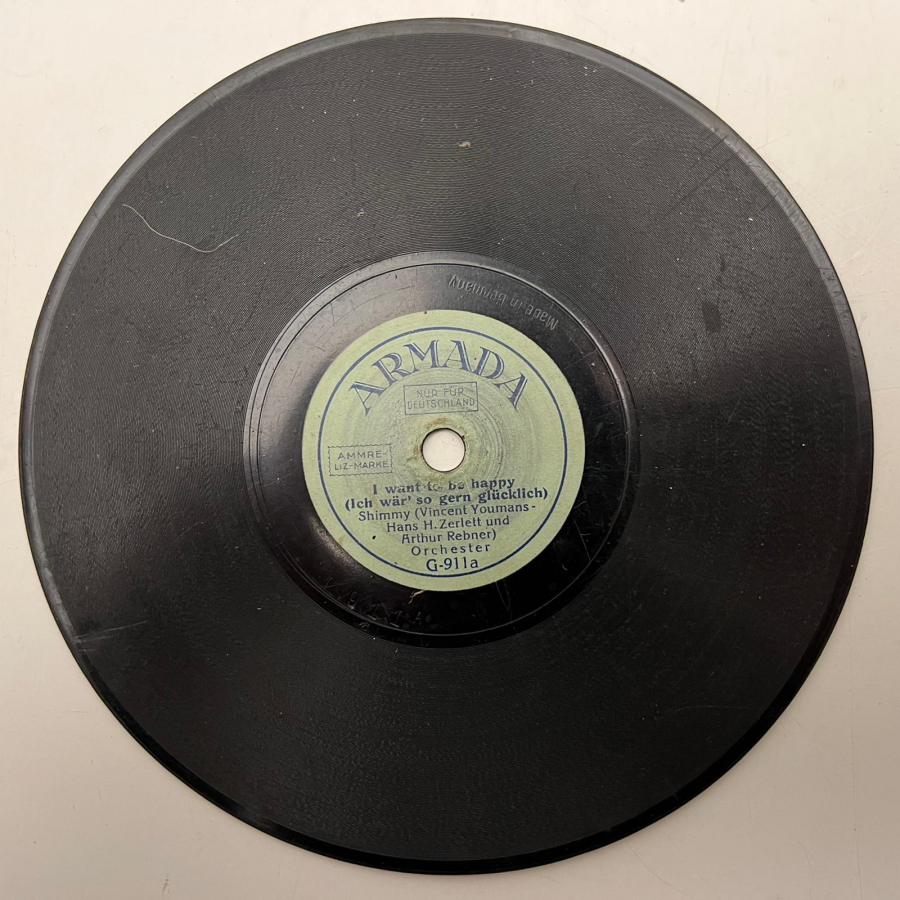 Made in Germany
ARMADA
NUR FÜR
DEUTSCHLAND
AMMRE-
LIZ-MARKE
I want to be happy
(Ich wär' so gern glücklich)
Shimmy (Vincent Youmans-
Hans H. Zerlett und
Arthur Rebner)
Orchester
G-911a